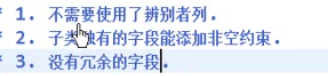 * 1. 不需要使用了辨别者列.
* 2. 子类 有的字段能添加非空约束.
* 3. 没有冗余的字段.